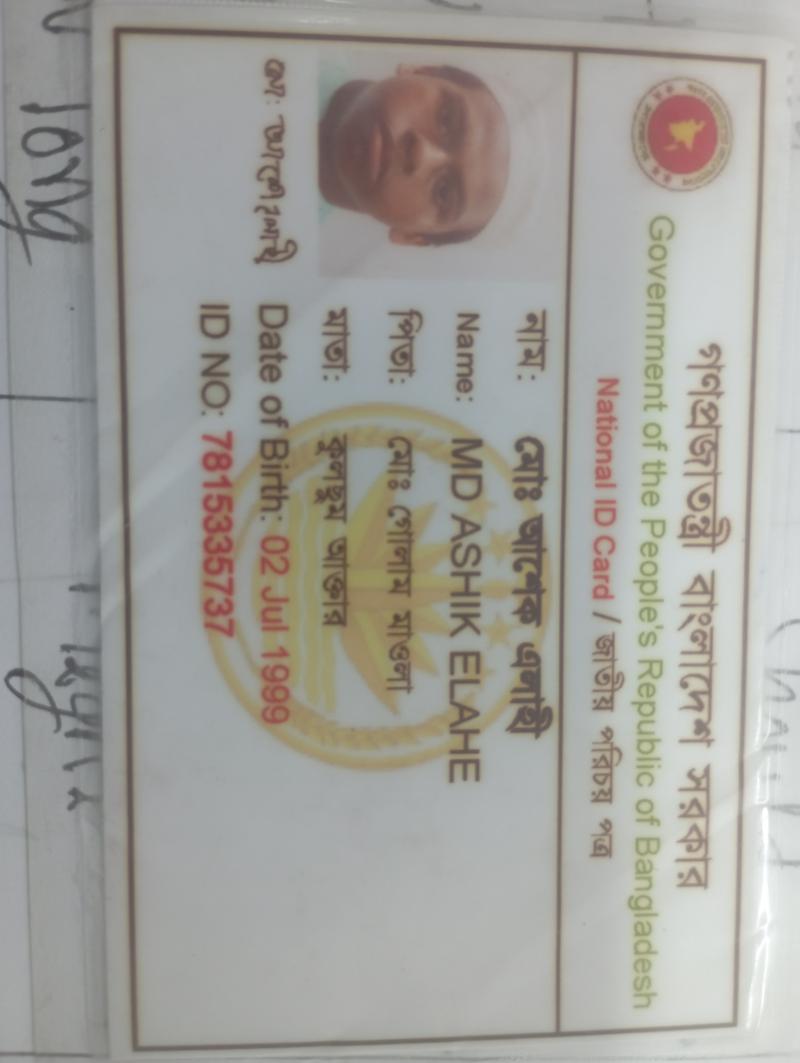 গণপ্রজাতন্ত্রী বাংলাদেশ সরকার
Government of the People's Republic of Bangladesh
National ID Card / জাতীয় পরিচয় পত্র
নাম: মোঃ আশেক এলাহী
Name: MD ASHIK ELAHE
পিতা: মোঃ গোলাম মাওলা
মাতা: কুলছুম আক্তার
Date of Birth: 02 Jul 1999
ID NO: 7815335737